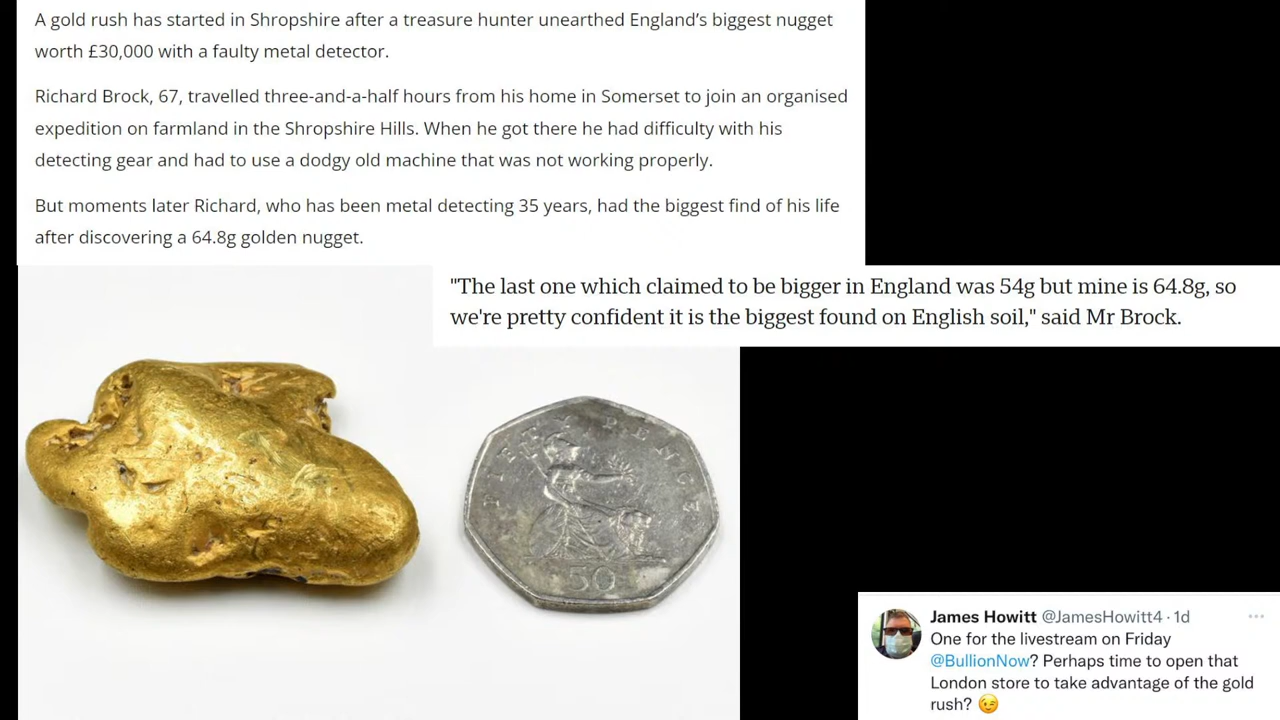 A gold rush has started in Shropshire after a treasure hunter unearthed England’s biggest nugget
worth £30,000 with a faulty metal detector.
Richard Brock, 67, travelled three-and-a-half hours from his home in Somerset to join an organised
expedition on farmland in the Shropshire Hills. When he got there he had difficulty with his
detecting gear and had to use a dodgy old machine that was not working properly.
But moments later Richard, who has been metal detecting 35 years, had the biggest find of his life
after discovering a 64.8g golden nugget.
"The last one which claimed to be bigger in England was 54g but mine is 64.8g, so
we're pretty confident it is the biggest found on English soil," said Mr Brock.
FIFTY PENCE
50
James Howitt @JamesHowitt4 · 1d
One for the livestream on Friday
@BullionNow? Perhaps time to open that
London store to take advantage of the gold
rush? 😉